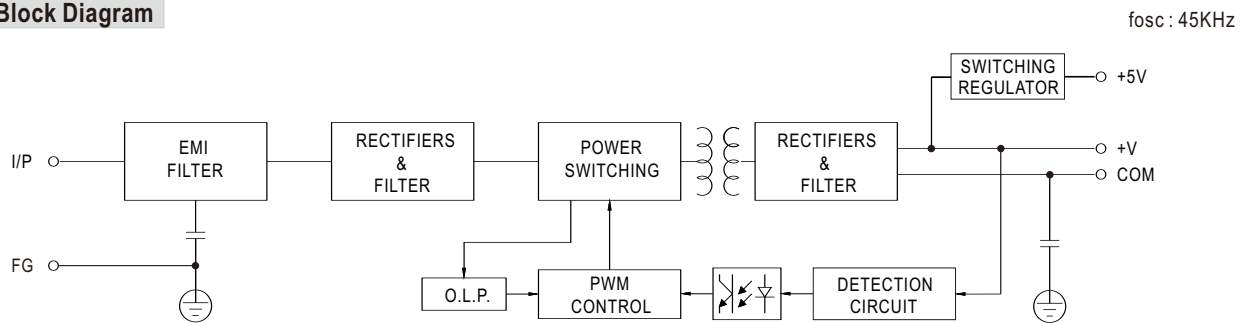 Block Diagram
fosc : 45KHz
SWITCHING
REGULATOR
+5V
I/P
EMI
FILTER
RECTIFIERS
&
FILTER
POWER
SWITCHING
RECTIFIERS
&
FILTER
+V
COM
FG
O.L.P.
PWM
CONTROL
DETECTION
CIRCUIT